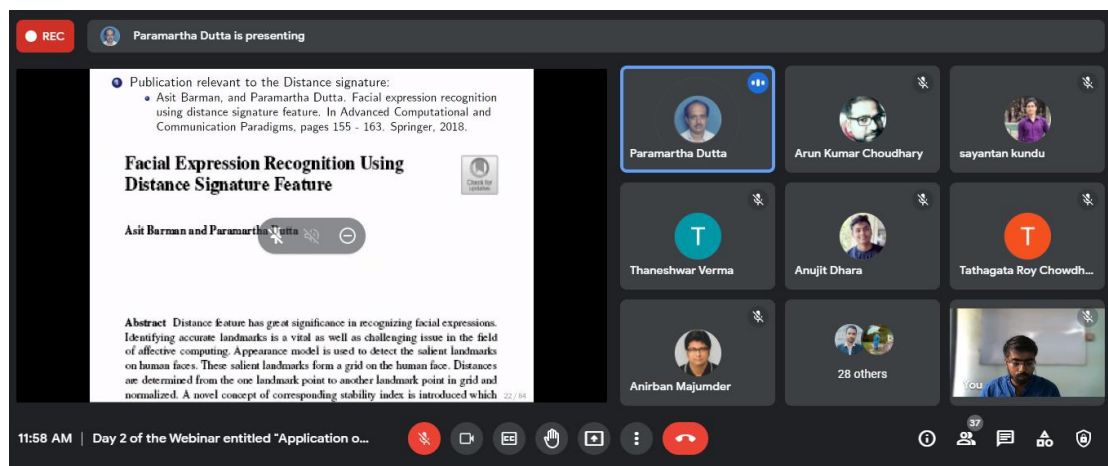 REC
Paramartha Dutta is presenting
Publication relevant to the Distance signature:
Asit Barman, and Paramartha Dutta. Facial expression recognition
using distance signature feature. In Advanced Computational and
Communication Paradigms, pages 155 - 163. Springer, 2018.
Facial Expression Recognition Using
Distance Signature Feature
Check for
updates
Asit Barman and Paramartha Dutta
Abstract Distance feature has great significance in recognizing facial expressions.
Identifying accurate landmarks is a vital as well as challenging issue in the field
of affective computing. Appearance model is used to detect the salient landmarks
on human faces. These salient landmarks form a grid on the human face. Distances
are determined from the one landmark point to another landmark point in grid and
normalized. A novel concept of corresponding stability index is introduced which
22/64
Paramartha Dutta
Arun Kumar Choudhary
sayantan kundu
T
Thaneshwar Verma
Anujit Dhara
T
Tathagata Roy Chowdh...
Anirban Majumder
28 others
You
11:58 AM | Day 2 of the Webinar entitled "Application o...
CC
37